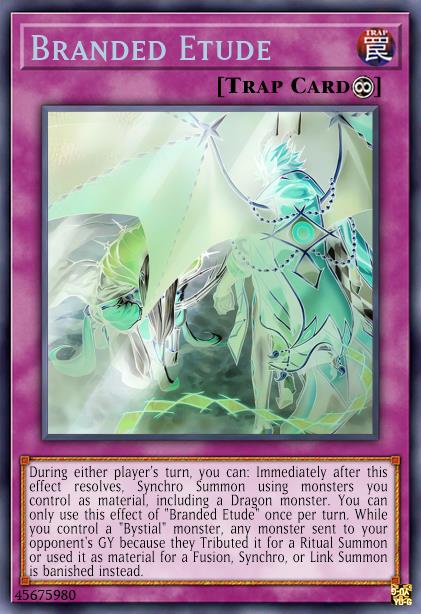 Branded Etude
TRAP
罠
[Trap Card]
During either player's turn, you can: Immediately after this
effect resolves, Synchro Summon using monsters you
control as material, including a Dragon monster. You can
only use this effect of "Branded Etude" once per turn. While
you control a "Bystial" monster, any monster sent to your
opponent's GY because they Tributed it for a Ritual Summon
or used it as material for a Fusion, Synchro, or Link Summon
is banished instead.
45675980